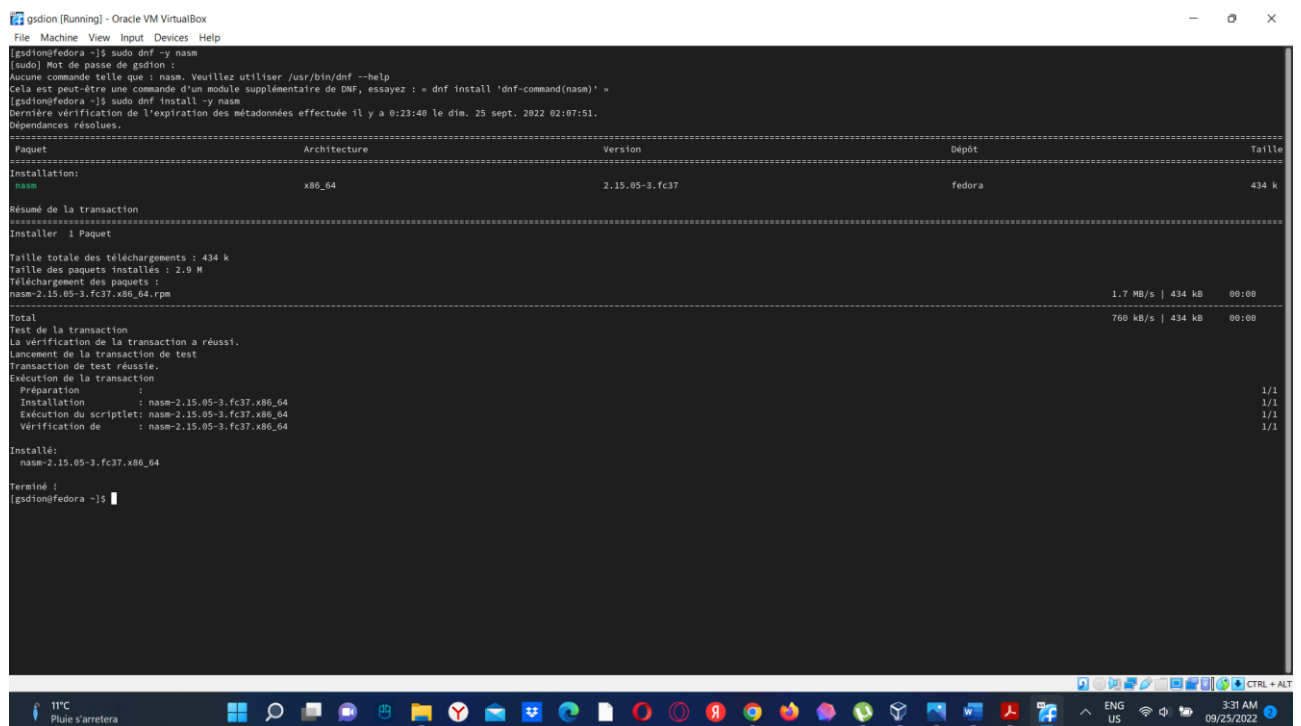 gsdion [Running] - Oracle VM VirtualBox
File Machine View Input Devices Help
[gsdion@fedora ~]$ sudo dnf -y nasm
[sudo] Mot de passe de gsdion :
Aucune commande telle que : nasm. Veuillez utiliser /usr/bin/dnf --help
Cela est peut-être une commande d'un module supplémentaire de DNF, essayez : « dnf install 'dnf-command(nasm)' »
[gsdion@fedora ~]$ sudo dnf install -y nasm
Dernière vérification de l'expiration des métadonnées effectuée il y a 0:23:40 le dim. 25 sept. 2022 02:07:51.
Dépendances résolues.
Paquet Architecture Version Dépôt Taille
Installation:
nasm x86_64 2.15.05-3.fc37 fedora 434 k
Résumé de la transaction
Installer 1 Paquet
Taille totale des téléchargements : 434 k
Taille des paquets installés : 2.9 M
Téléchargement des paquets :
nasm-2.15.05-3.fc37.x86_64.rpm 1.7 MB/s | 434 kB 00:00
Total 760 kB/s | 434 kB 00:00
Test de la transaction
La vérification de la transaction a réussi.
Lancement de la transaction de test
Transaction de test réussie.
Exécution de la transaction
Préparation : 1/1
Installation : nasm-2.15.05-3.fc37.x86_64 1/1
Exécution du scriptlet: nasm-2.15.05-3.fc37.x86_64 1/1
Vérification de : nasm-2.15.05-3.fc37.x86_64 1/1
Installé:
nasm-2.15.05-3.fc37.x86_64
Terminé !
[gsdion@fedora ~]$
CTRL + ALT
11°C
Pluie s'arretera
ENG
US
3:31 AM
09/25/2022